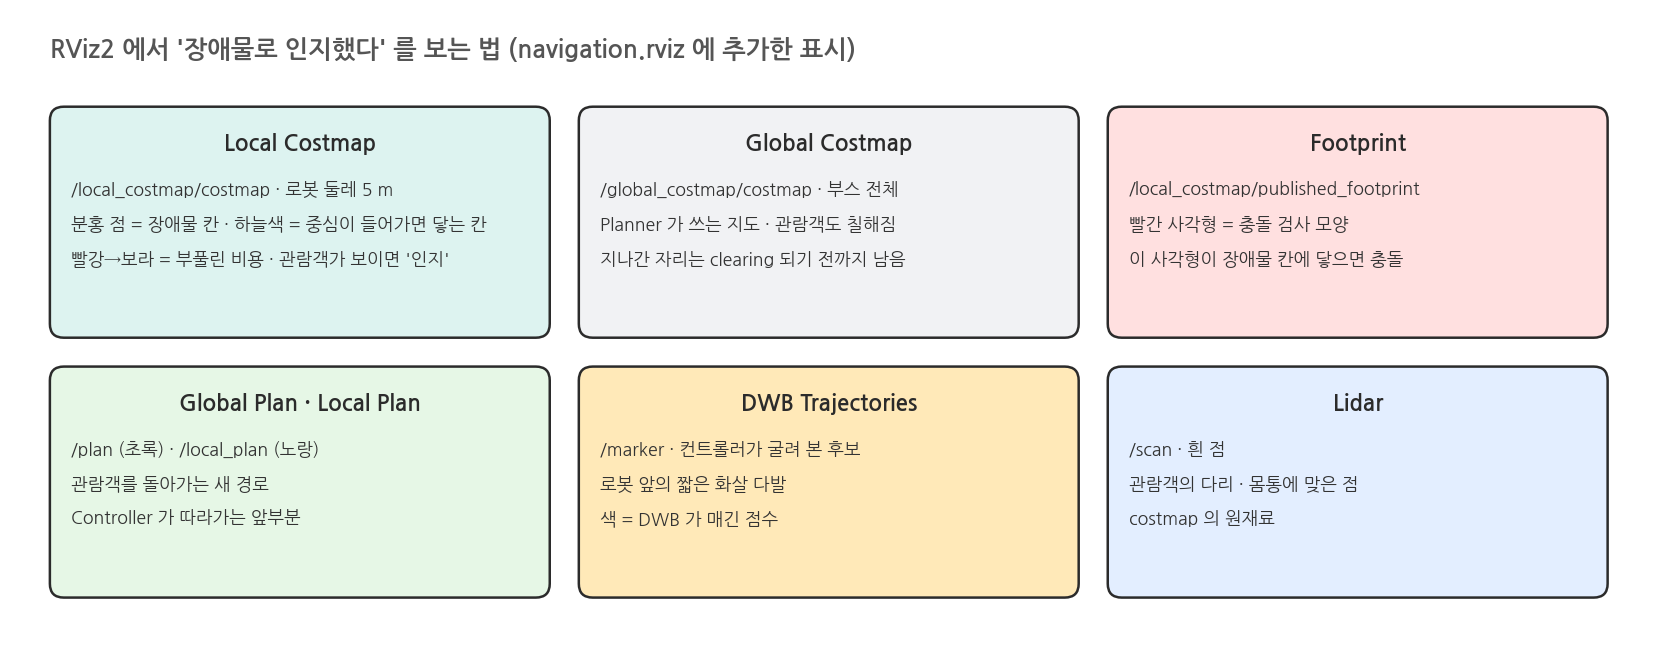 RViz2 에서 '장애물로 인지했다' 를 보는 법 (navigation.rviz 에 추가한 표시)
Local Costmap
/local_costmap/costmap · 로봇 둘레 5 m
분홍 점 = 장애물 칸 · 하늘색 = 중심이 들어가면 닿는 칸
빨강→보라 = 부풀린 비용 · 관람객가 보이면 '인지'
Global Costmap
/global_costmap/costmap · 부스 전체
Planner 가 쓰는 지도 · 관람객도 칠해짐
지나간 자리는 clearing 되기 전까지 남음
Footprint
/local_costmap/published_footprint
빨간 사각형 = 충돌 검사 모양
이 사각형이 장애물 칸에 닿으면 충돌
Global Plan · Local Plan
/plan (초록) · /local_plan (노랑)
관람객를 돌아가는 새 경로
Controller 가 따라가는 앞부분
DWB Trajectories
/marker · 컨트롤러가 굴려 본 후보
로봇 앞의 짧은 화살 다발
색 = DWB 가 매긴 점수
Lidar
/scan · 흰 점
관람객의 다리 · 몸통에 맞은 점
costmap 의 원재료